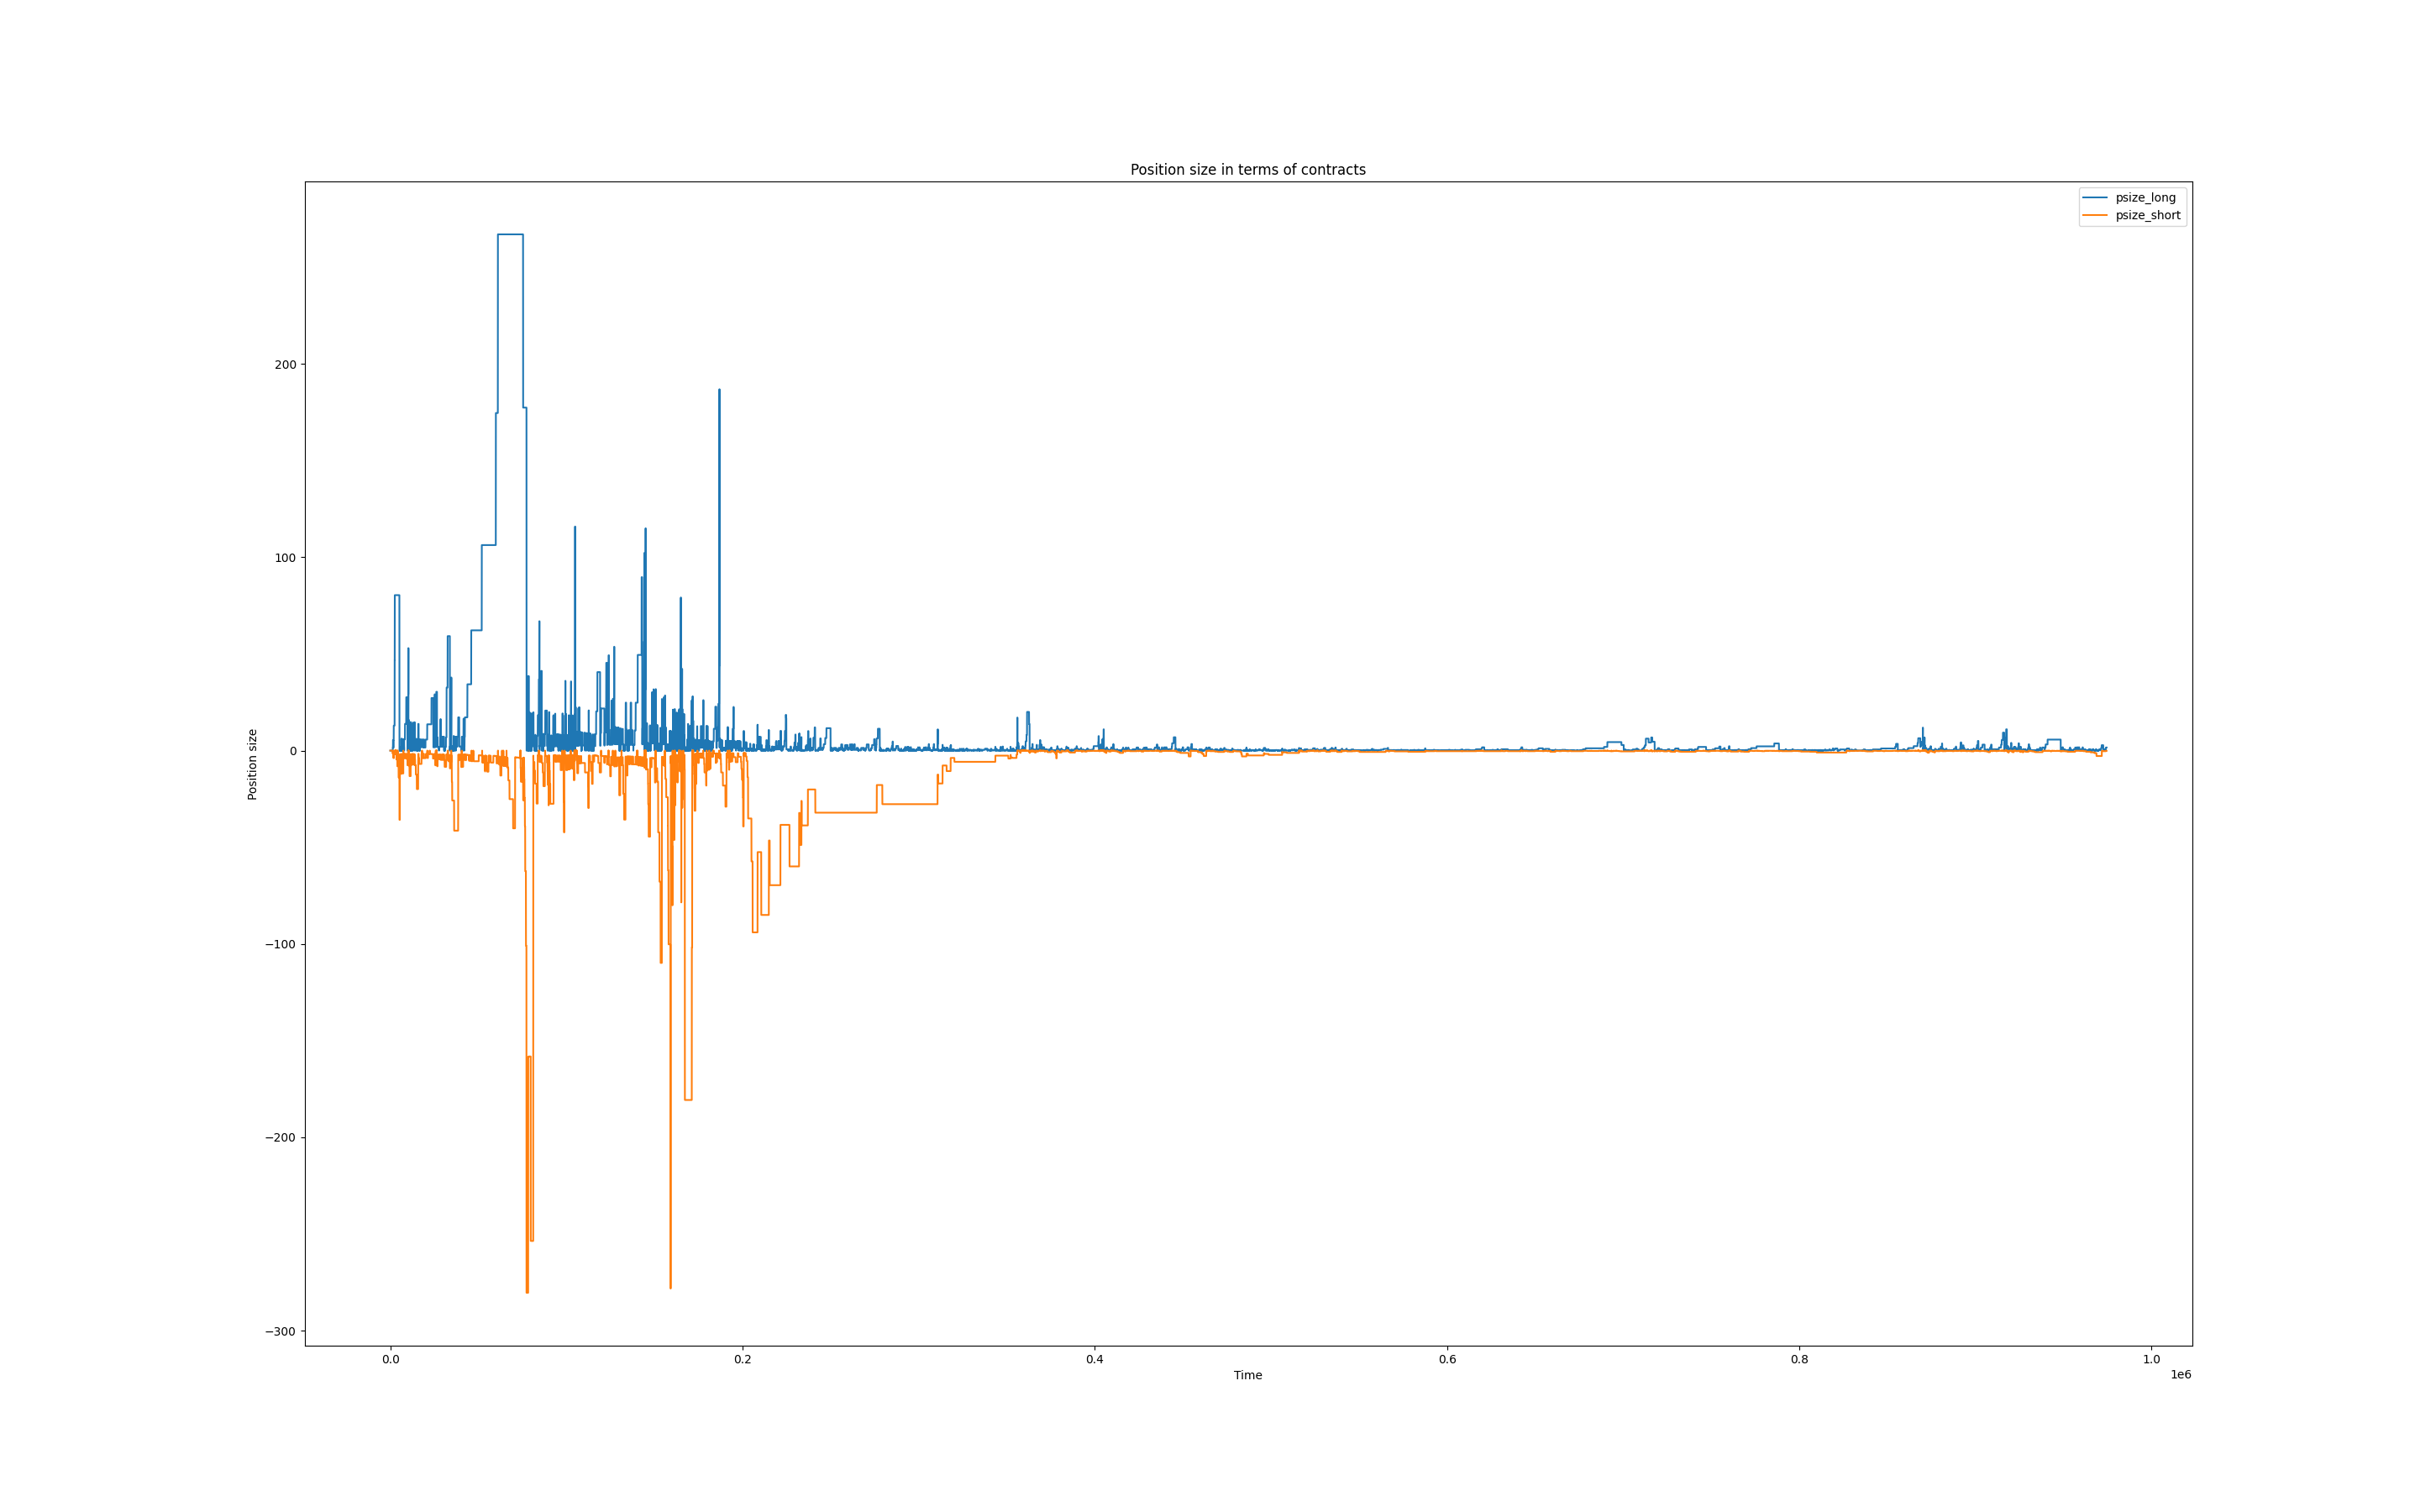 Position size in terms of contracts
psize_long
psize_short
Position size
200
100
0
−100
−200
−300
0.0
0.2
0.4
0.6
0.8
1.0
1e6
Time